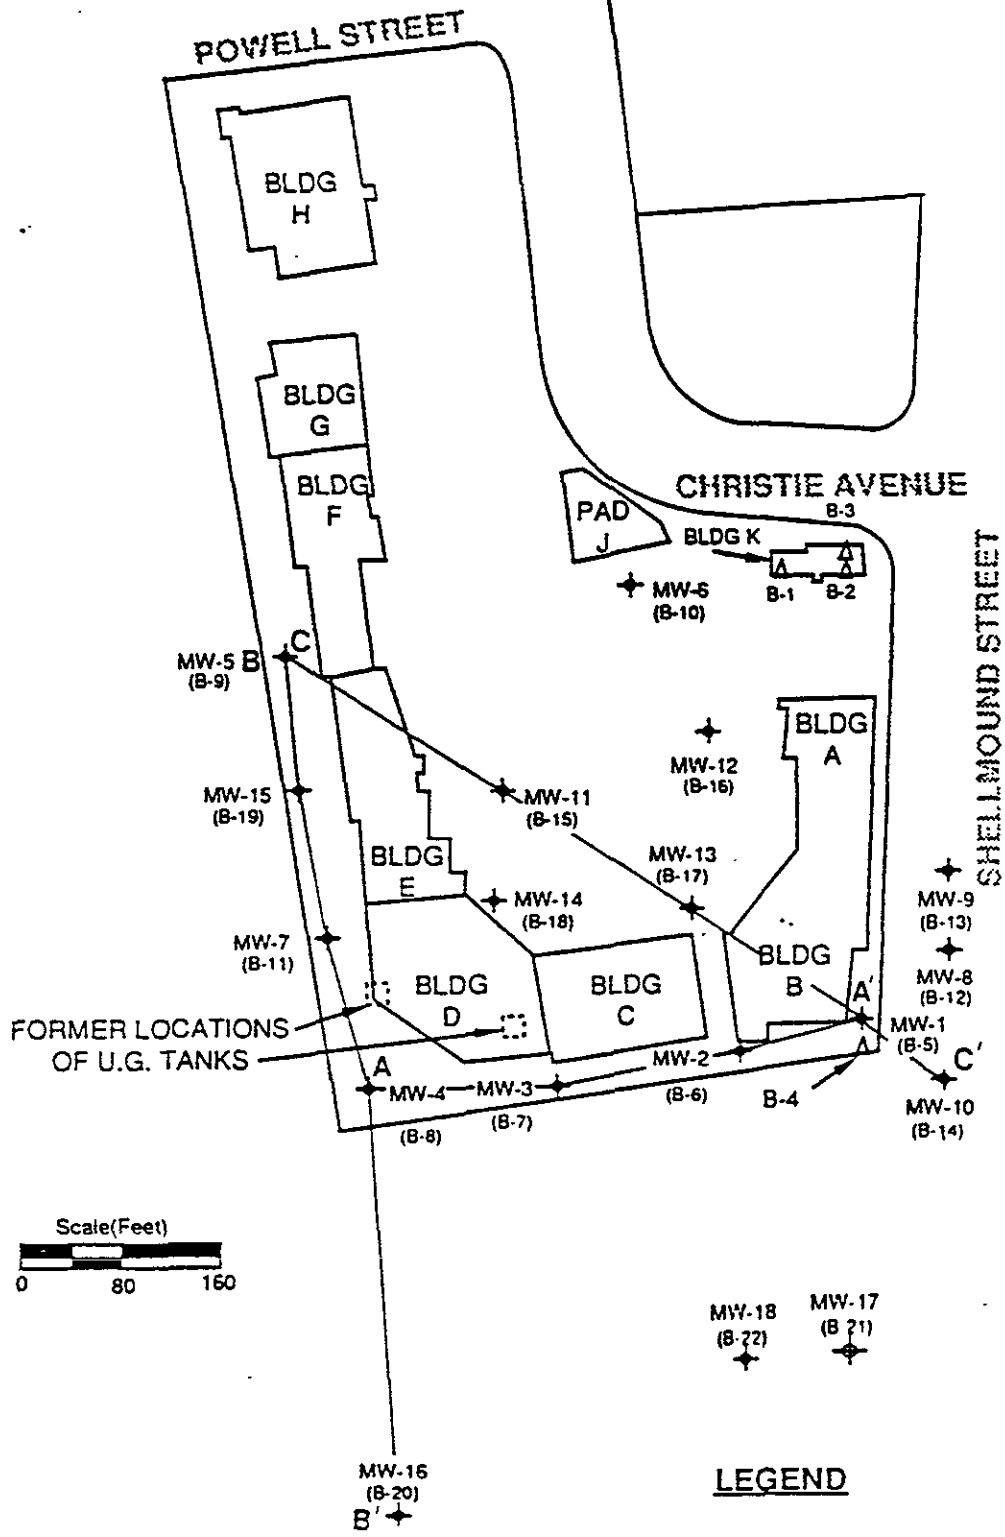 POWELL STREET
BLDG
H
BLDG
G
BLDG
F
CHRISTIE AVENUE
B-3
PAD
J
BLDG K
B-1
B-2
SHELLMOUND STREET
MW-6
(B-10)
MW-5
(B-9)
B
C
BLDG
A
MW-12
(B-16)
MW-15
(B-19)
MW-11
(B-15)
MW-13
(B-17)
BLDG
E
MW-9
(B-13)
MW-14
(B-18)
MW-7
(B-11)
BLDG
D
BLDG
C
BLDG
B
MW-8
(B-12)
A'
FORMER LOCATIONS
OF U.G. TANKS
MW-1
(B-5)
C'
A
MW-4
(B-8)
MW-3
(B-7)
MW-2
(B-6)
B-4
MW-10
(B-14)
Scale(Feet)
0 80 160
MW-18
(B-22)
MW-17
(B 21)
MW-16
(B-20)
B'
LEGEND